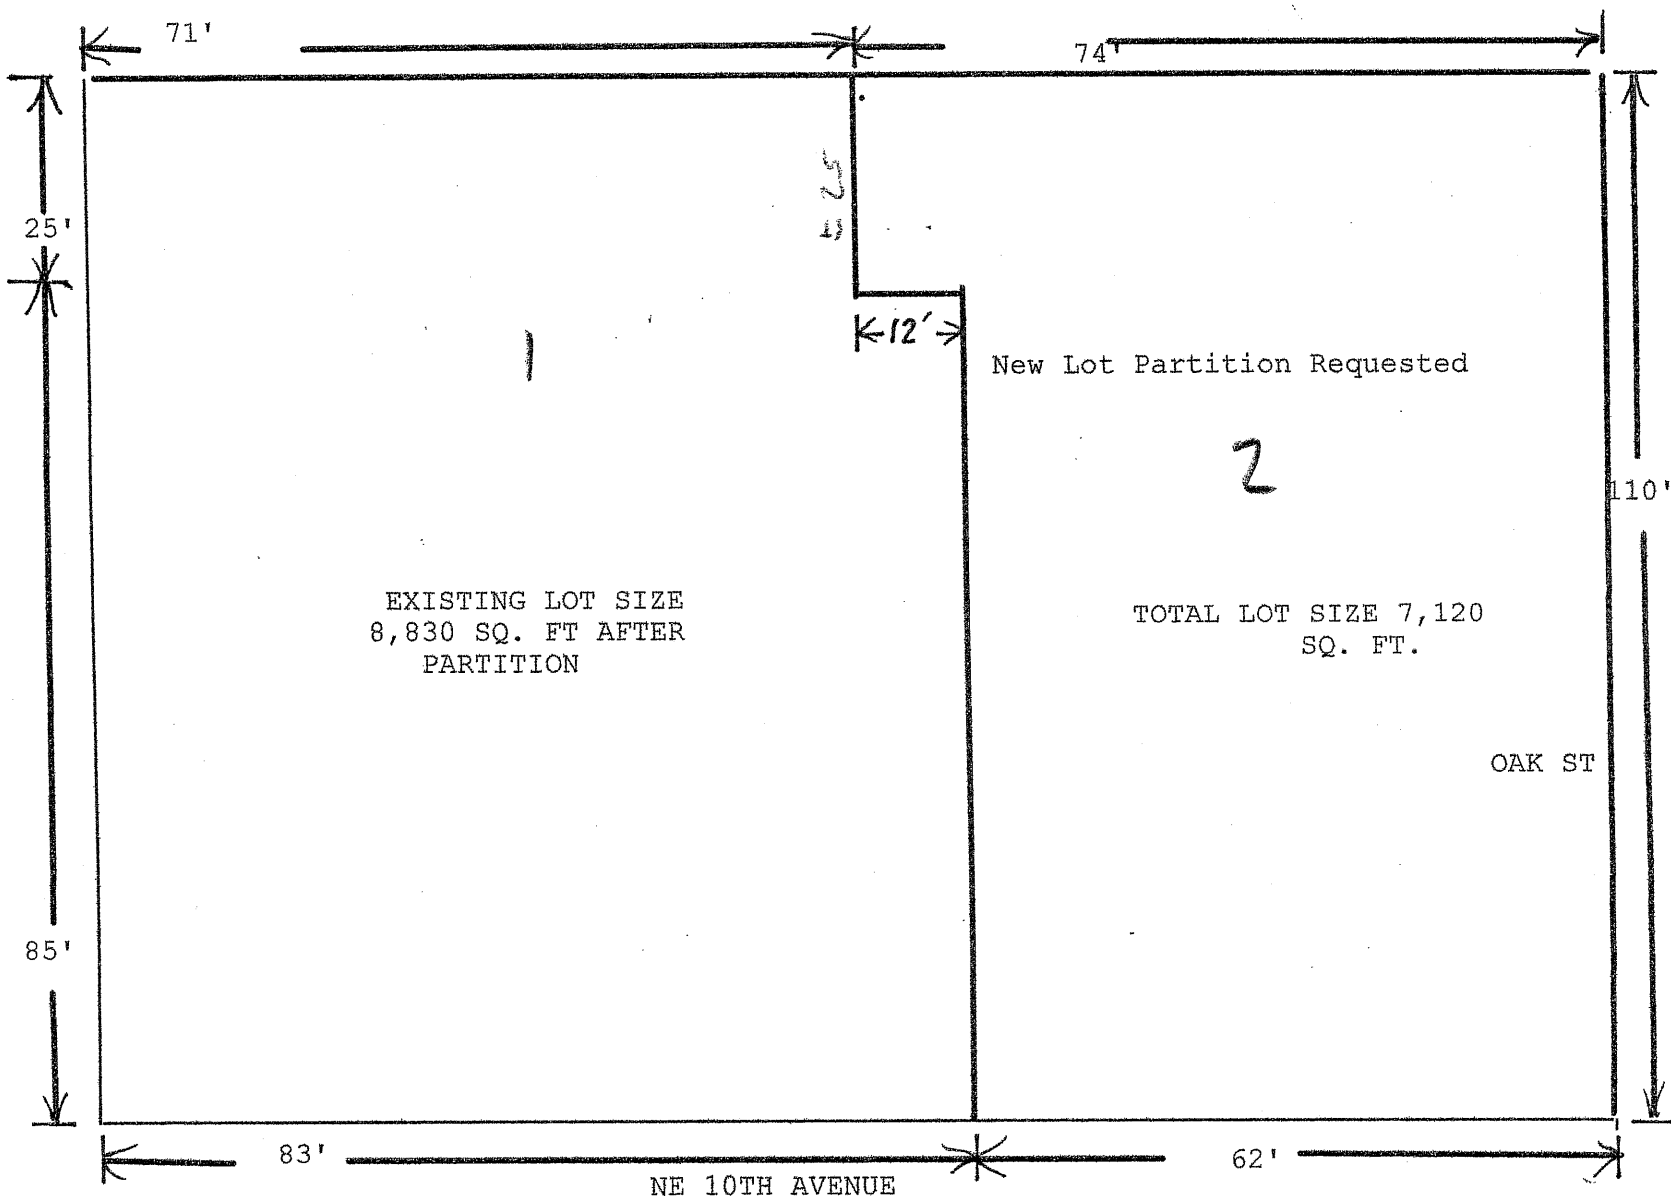 71'
74'
25'
25
12'
1
New Lot Partition Requested
2
110'
EXISTING LOT SIZE
8,830 SQ. FT AFTER
PARTITION
TOTAL LOT SIZE 7,120
SQ. FT.
OAK ST
85'
83'
62'
NE 10TH AVENUE